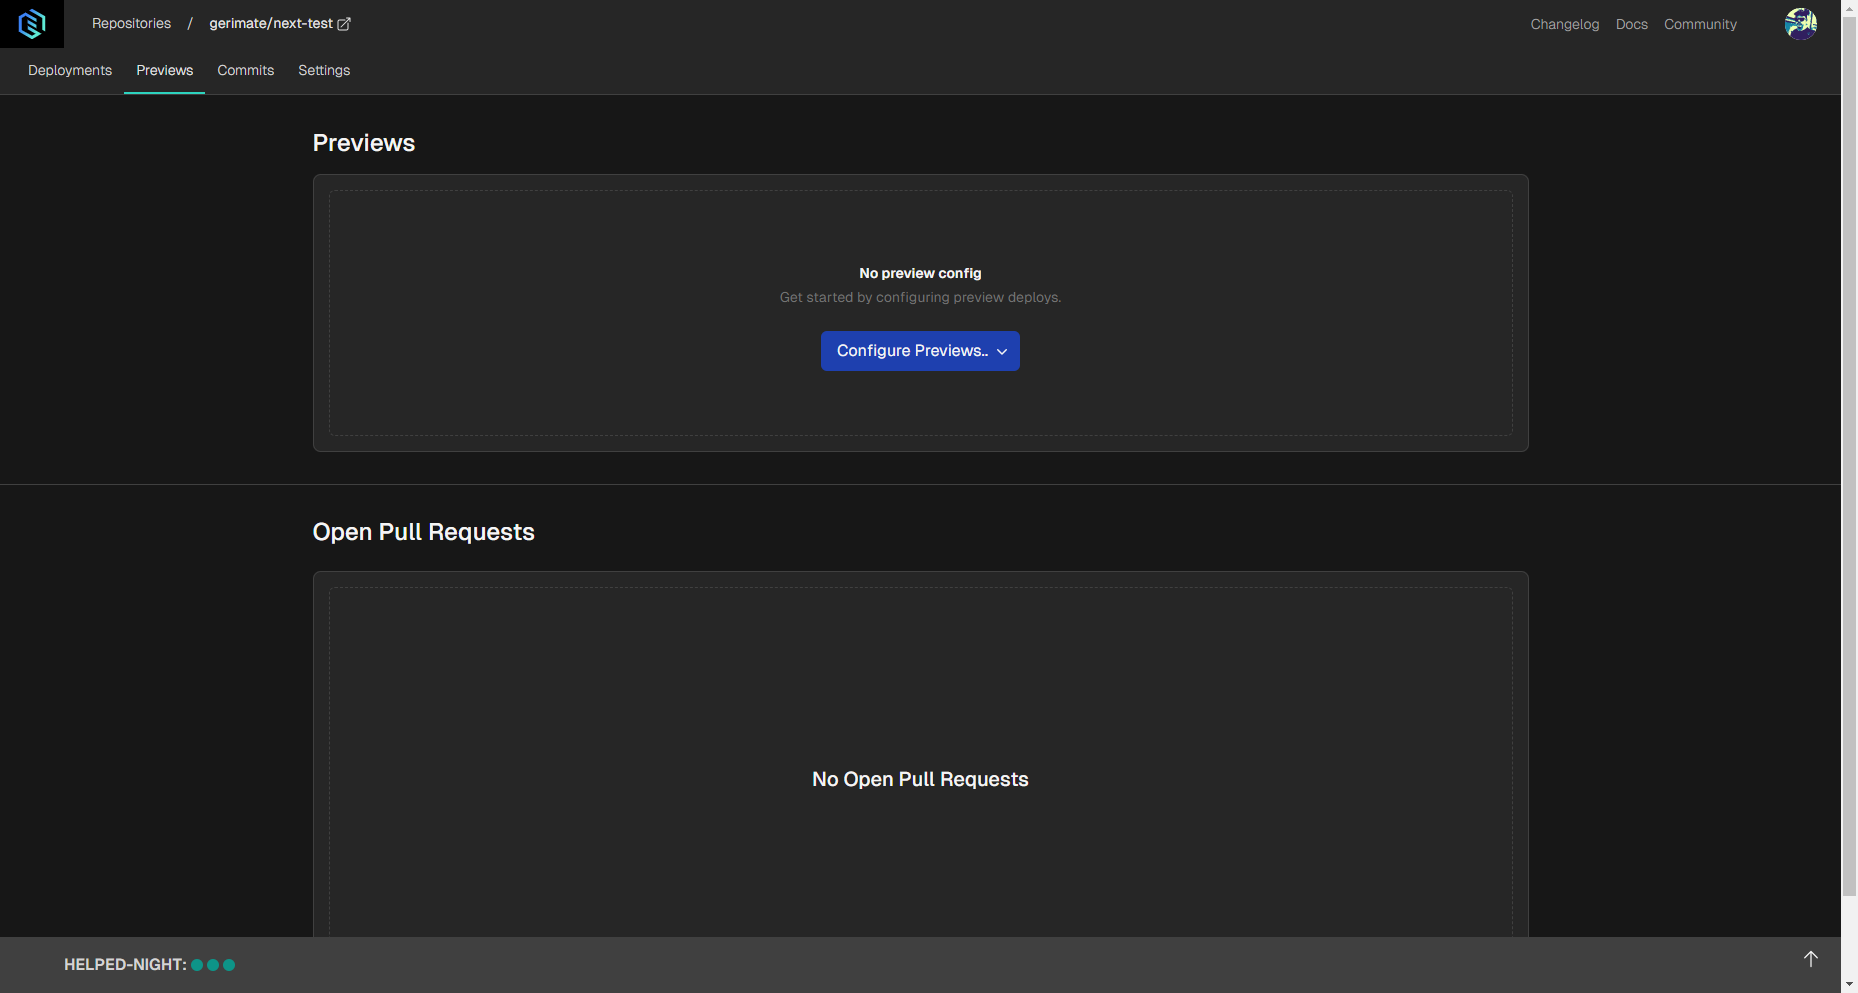 Repositories / gerimate/next-test
Changelog Docs Community
Deployments Previews Commits Settings
Previews
No preview config
Get started by configuring preview deploys.
Configure Previews..
Open Pull Requests
No Open Pull Requests
HELPED-NIGHT: